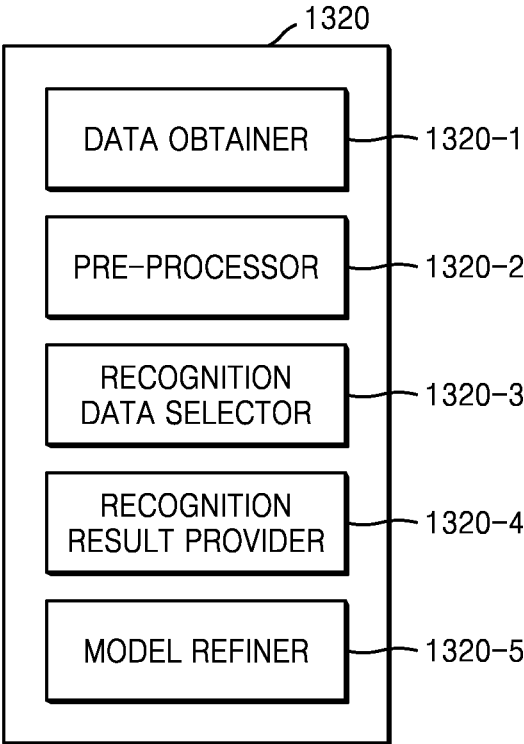 1320
DATA OBTAINER
1320-1
PRE-PROCESSOR
1320-2
RECOGNITION
DATA SELECTOR
1320-3
RECOGNITION
RESULT PROVIDER
1320-4
MODEL REFINER
1320-5